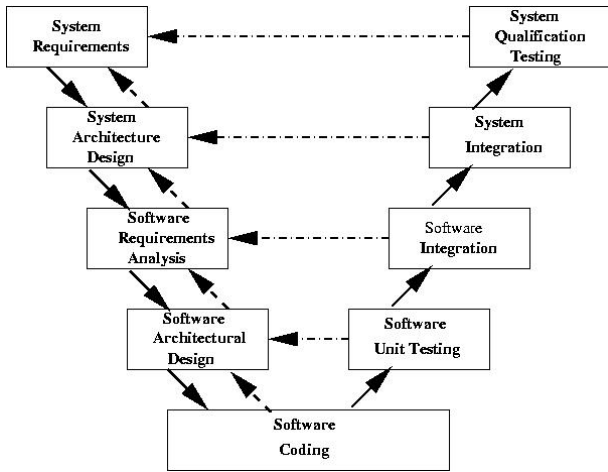 System
Requirements
System
Qualification
Testing
System
Architecture
Design
System
Integration
Software
Requirements
Analysis
Software
Integration
Software
Architectural
Design
Software
Unit Testing
Software
Coding